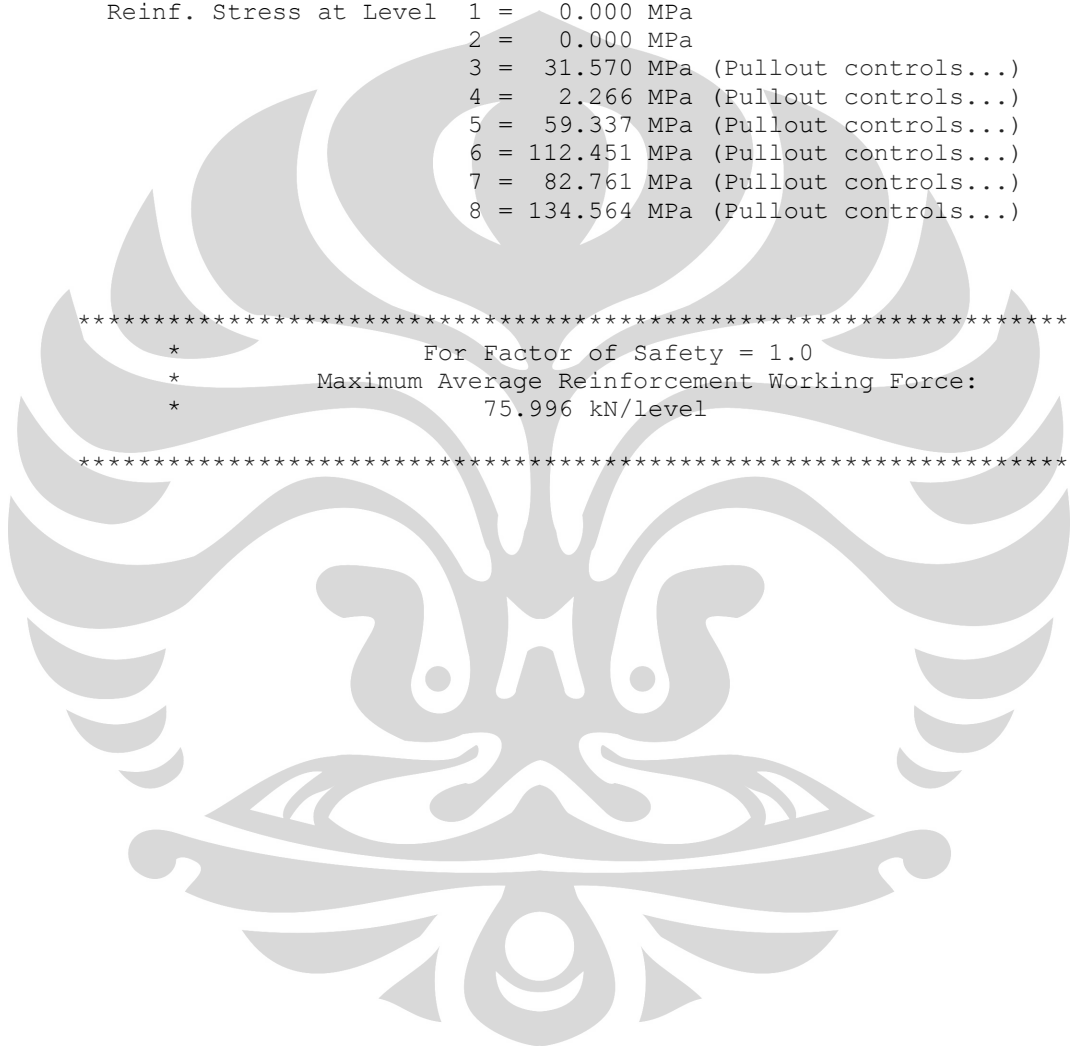 Reinf. Stress at Level 1 = 0.000 MPa
2 = 0.000 MPa
3 = 31.570 MPa (Pullout controls...)
4 = 2.266 MPa (Pullout controls...)
5 = 59.337 MPa (Pullout controls...)
6 = 112.451 MPa (Pullout controls...)
7 = 82.761 MPa (Pullout controls...)
8 = 134.564 MPa (Pullout controls...)
******************************************************************
* For Factor of Safety = 1.0
* Maximum Average Reinforcement Working Force:
* 75.996 kN/level
******************************************************************